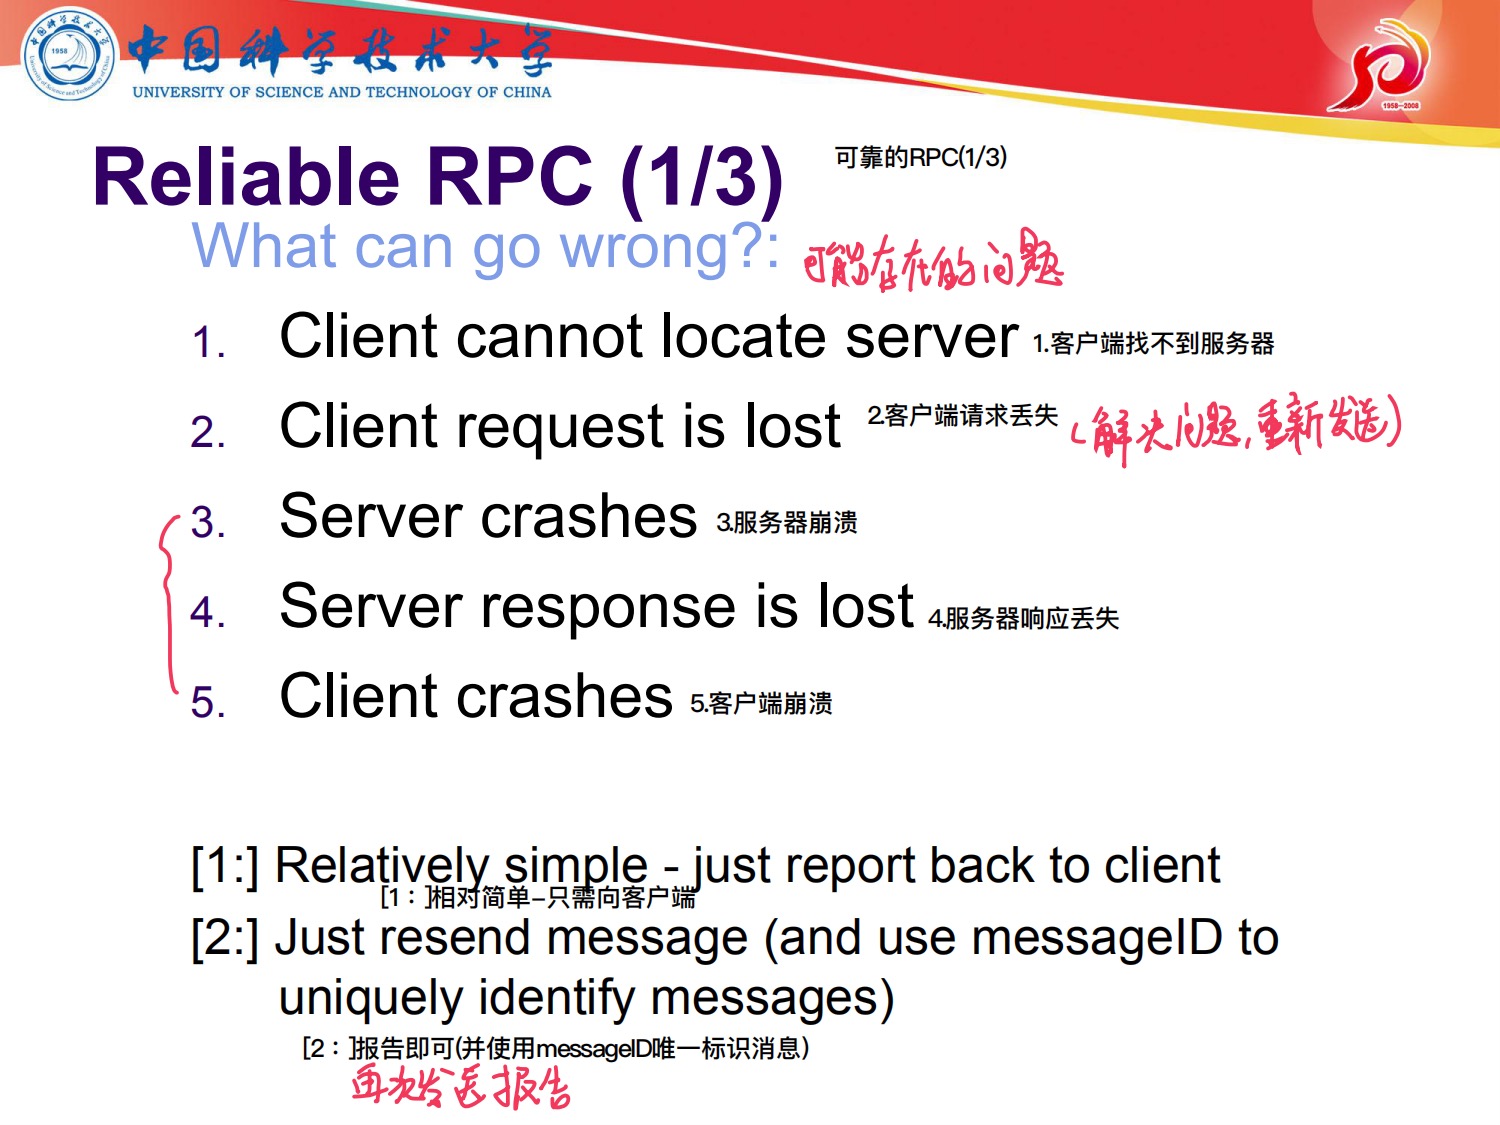 中国科学技术大学
UNIVERSITY OF SCIENCE AND TECHNOLOGY OF CHINA
1958
1958-2008
Reliable RPC (1/3)
可靠的RPC(1/3)
What can go wrong?:
可能存在的问题
1. Client cannot locate server
1.客户端找不到服务器
2. Client request is lost
2.客户端请求丢失
(解决问题,重新发送)
3. Server crashes
3.服务器崩溃
4. Server response is lost
4.服务器响应丢失
5. Client crashes
5.客户端崩溃
[1:] Relatively simple - just report back to client
[1：]相对简单–只需向客户端
[2:] Just resend message (and use messageID to
uniquely identify messages)
[2：]报告即可(并使用messageID唯一标识消息)
再次发送报告